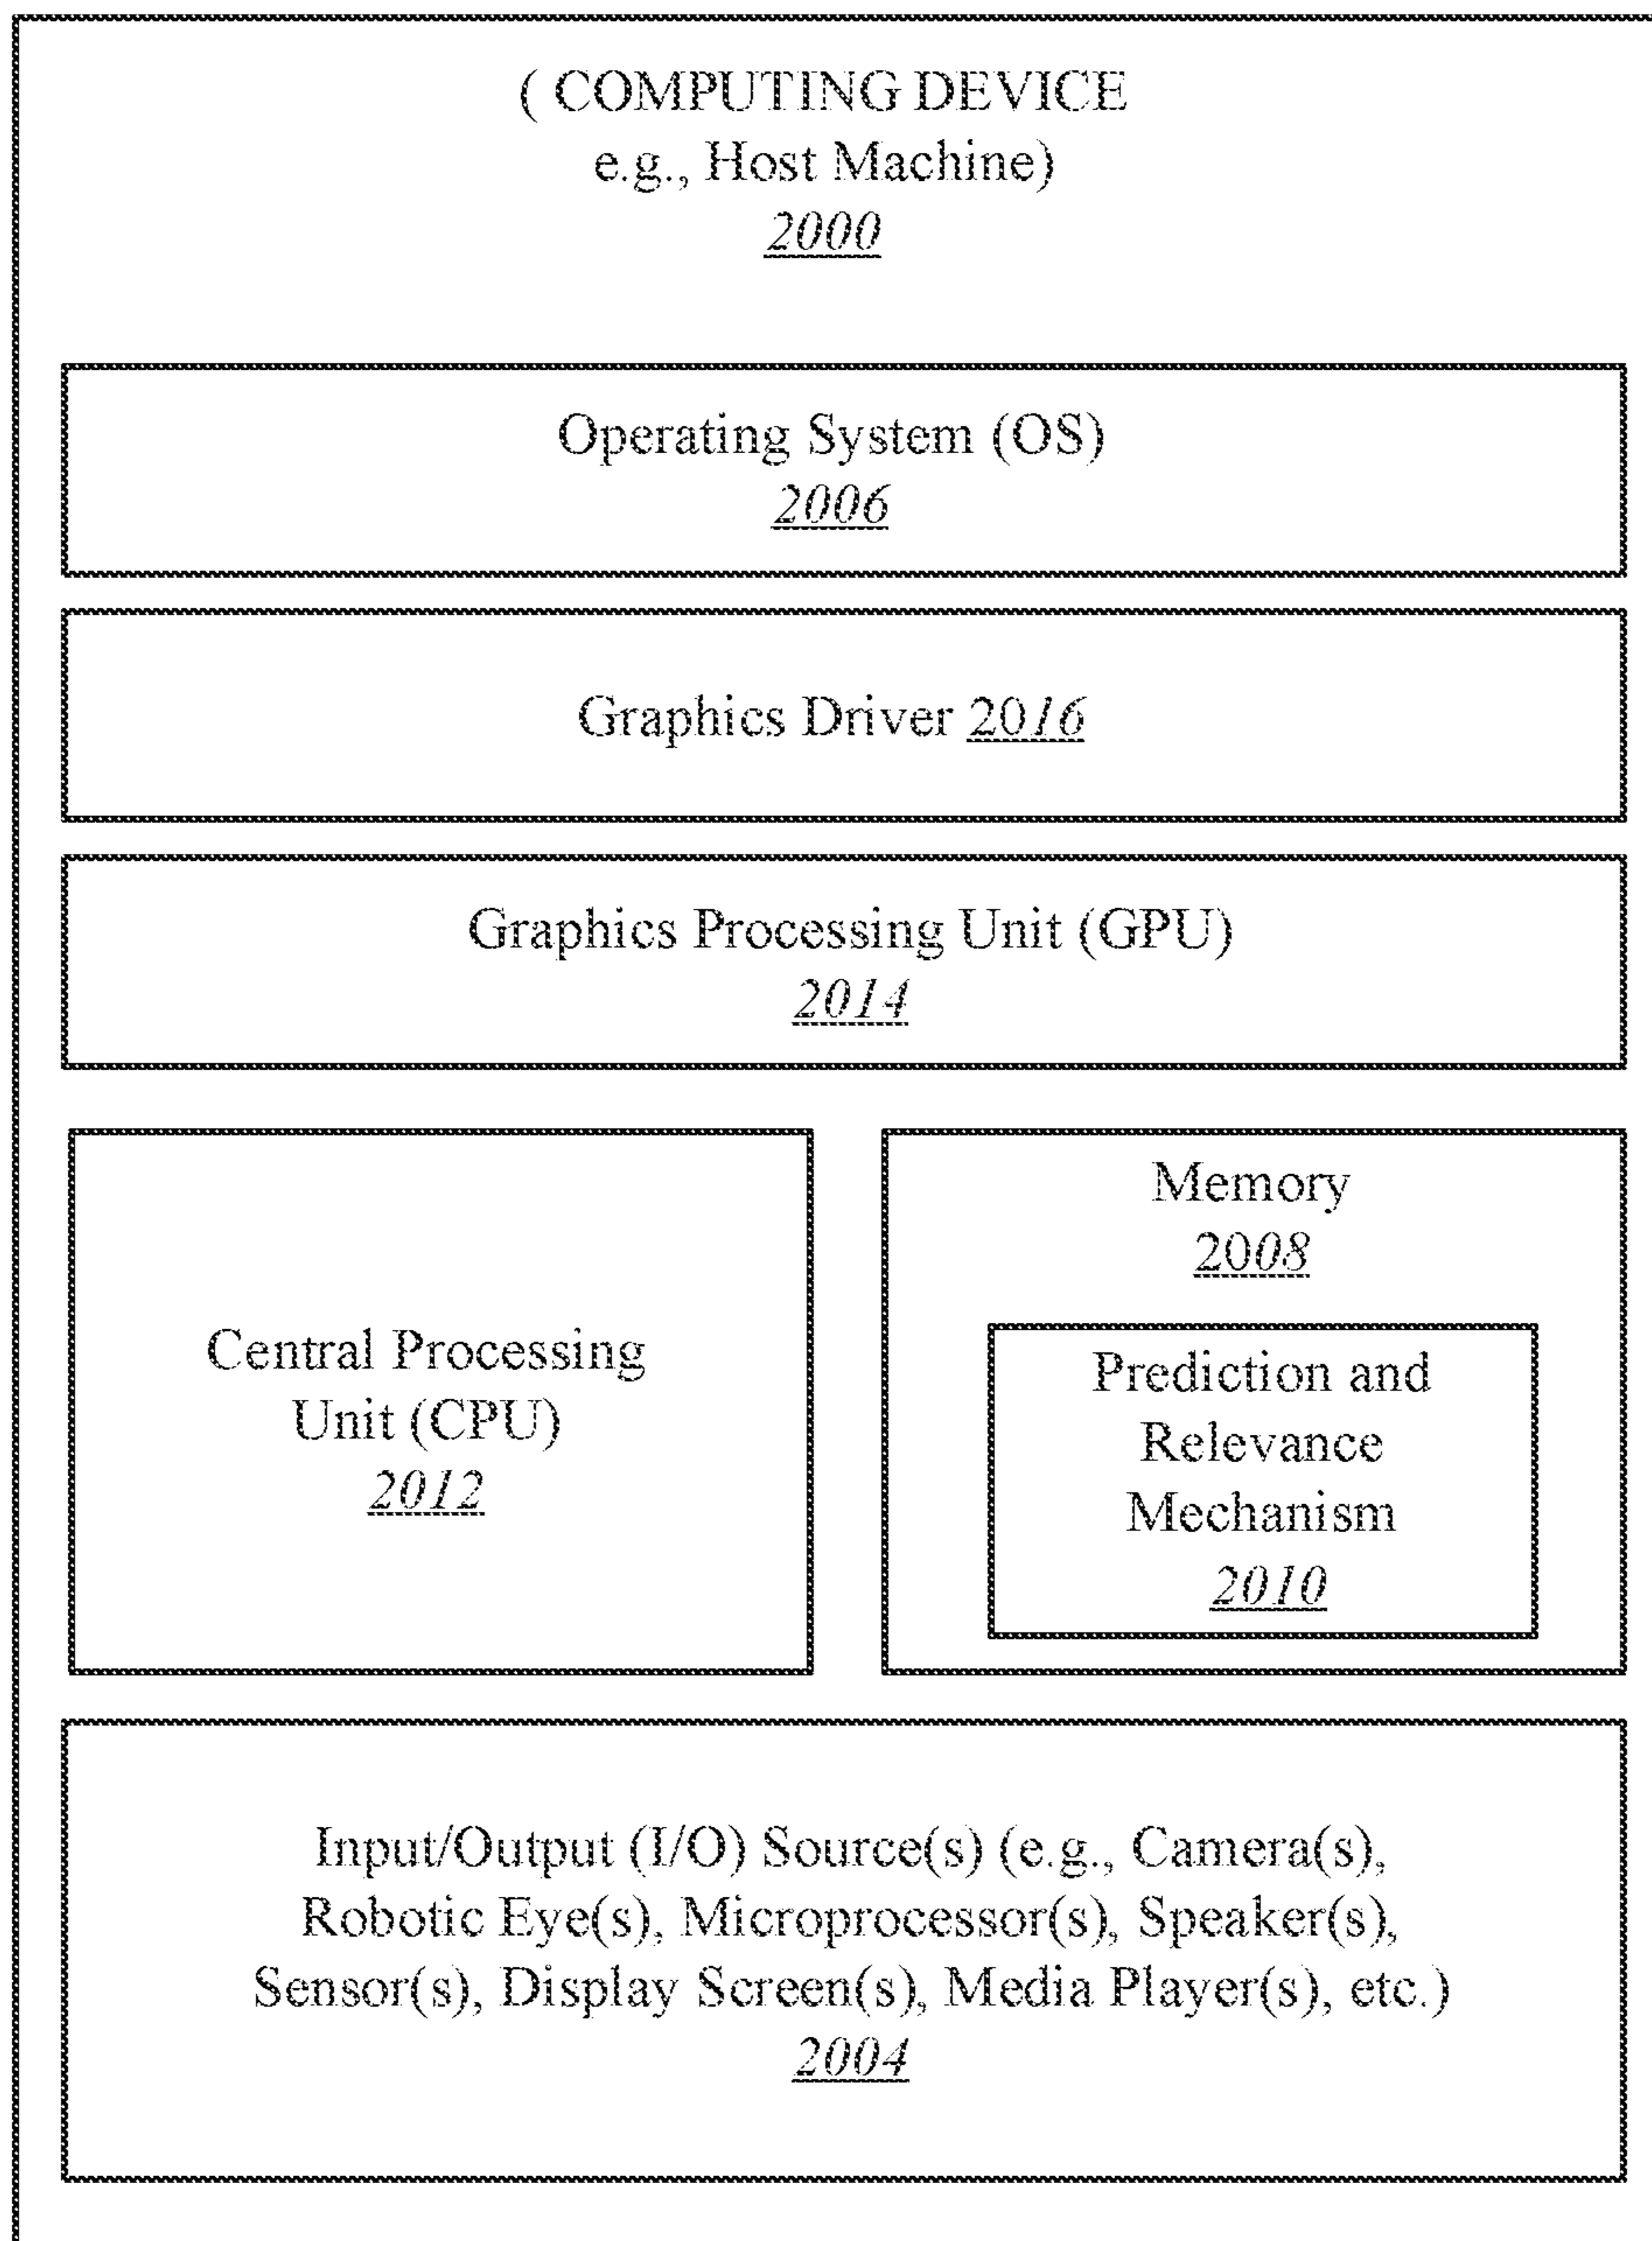 ( COMPUTING DEVICE
e.g., Host Machine)
2000
Operating System (OS)
2006
Graphics Driver 2016
Graphics Processing Unit (GPU)
2014
Central Processing
Unit (CPU)
2012
Memory
2008
Prediction and
Relevance
Mechanism
2010
Input/Output (I/O) Source(s) (e.g., Camera(s),
Robotic Eye(s), Microprocessor(s), Speaker(s),
Sensor(s), Display Screen(s), Media Player(s), etc.)
2004